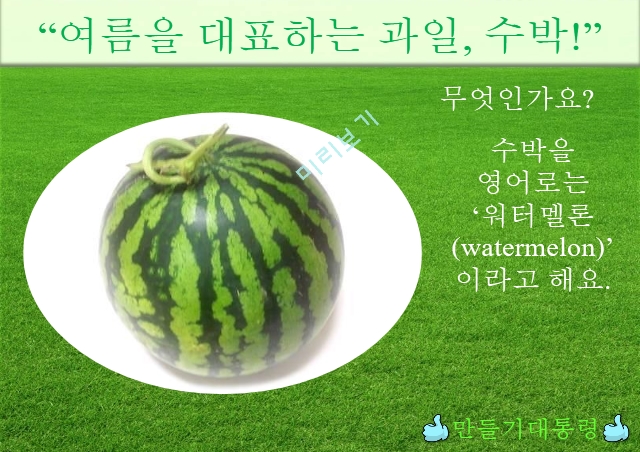 “여름을 대표하는 과일, 수박!”
무엇인가요?
미리보기
수박을
영어로는
‘워터멜론
(watermelon)’
이라고 해요.
만들기대통령